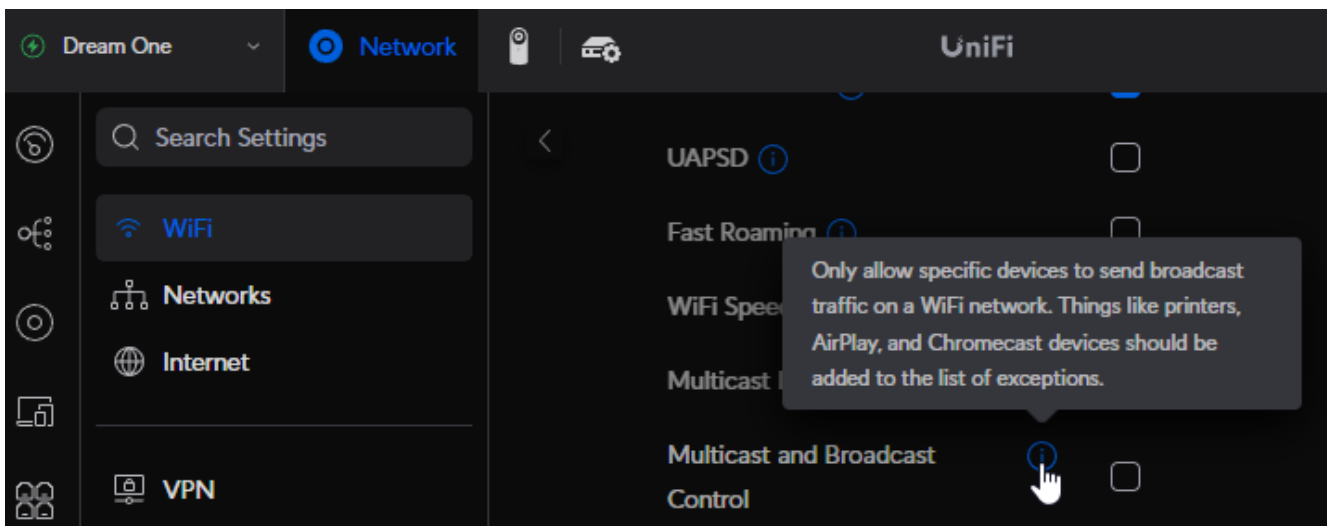 Dream One
Network
UniFi
Search Settings
UAPSD
WiFi
Fast Roaming
Only allow specific devices to send broadcast
traffic on a WiFi network. Things like printers,
AirPlay, and Chromecast devices should be
added to the list of exceptions.
Networks
WiFi
Internet
Multicast
Multicast and Broadcast
Control
VPN